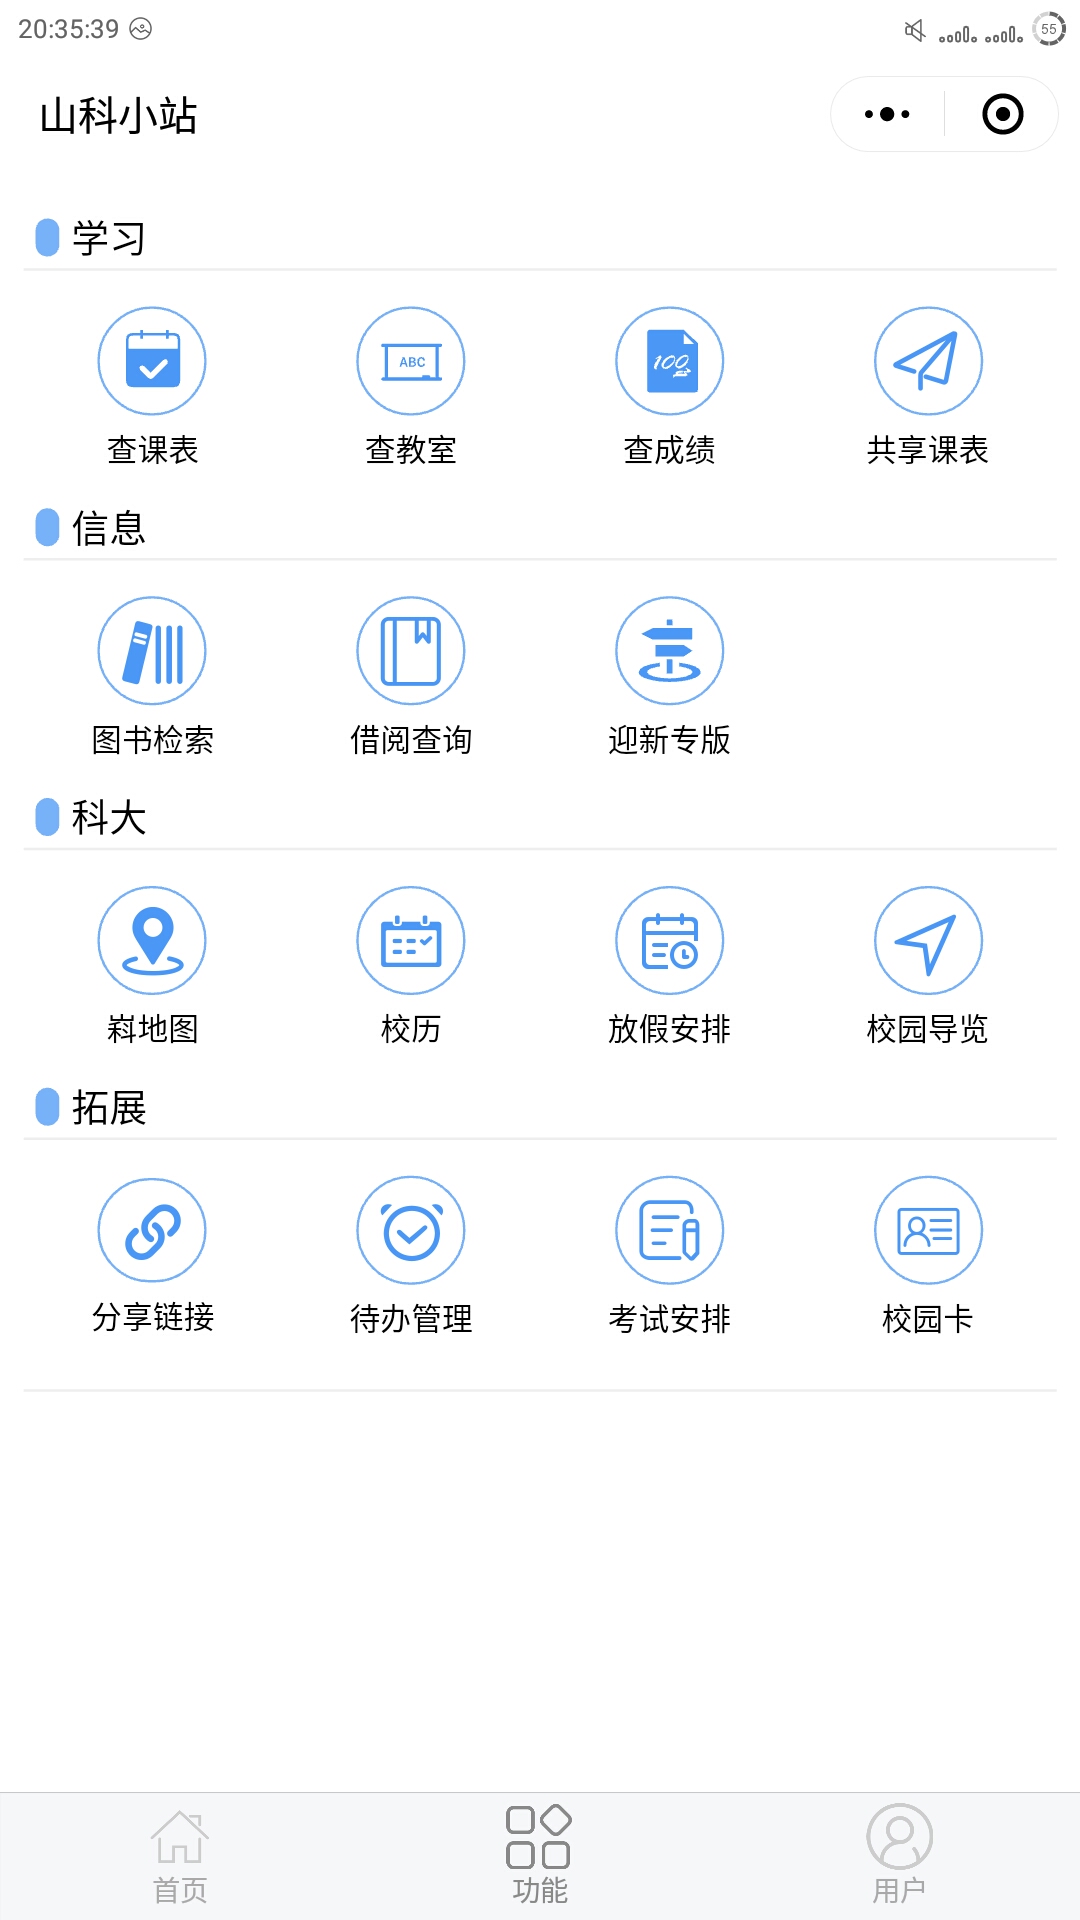 20:35:39
55
山科小站
学习
ABC
100
查课表 查教室 查成绩 共享课表
信息
图书检索 借阅查询 迎新专版
科大
嵙地图 校历 放假安排 校园导览
拓展
分享链接 待办管理 考试安排 校园卡
首页 功能 用户